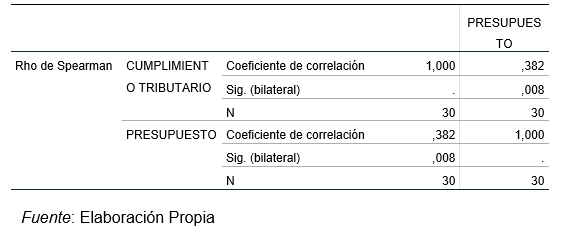 PRESUPUES
TO
Rho de Spearman CUMPLIMIENT Coeficiente de correlación 1,000 ,382
O TRIBUTARIO Sig. (bilateral) . ,008
N 30 30
PRESUPUESTO Coeficiente de correlación ,382 1,000
Sig. (bilateral) ,008 .
N 30 30
Fuente: Elaboración Propia